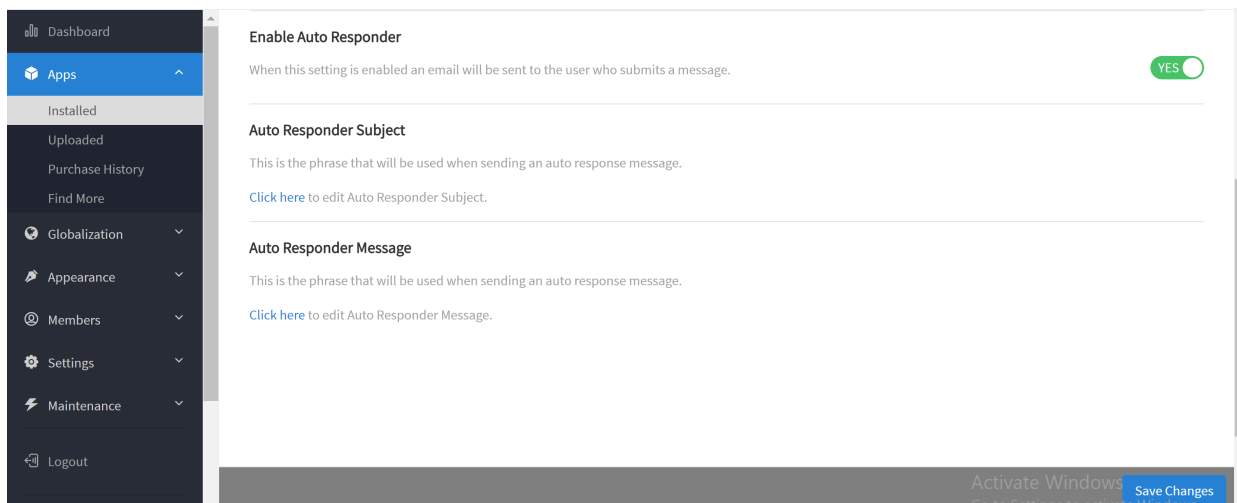 Dashboard
Apps
Installed
Uploaded
Purchase History
Find More
Globalization
Appearance
Members
Settings
Maintenance
Logout
Enable Auto Responder
When this setting is enabled an email will be sent to the user who submits a message.
YES
Auto Responder Subject
This is the phrase that will be used when sending an auto response message.
Click here to edit Auto Responder Subject.
Auto Responder Message
This is the phrase that will be used when sending an auto response message.
Click here to edit Auto Responder Message.
Activate Windows
Save Changes